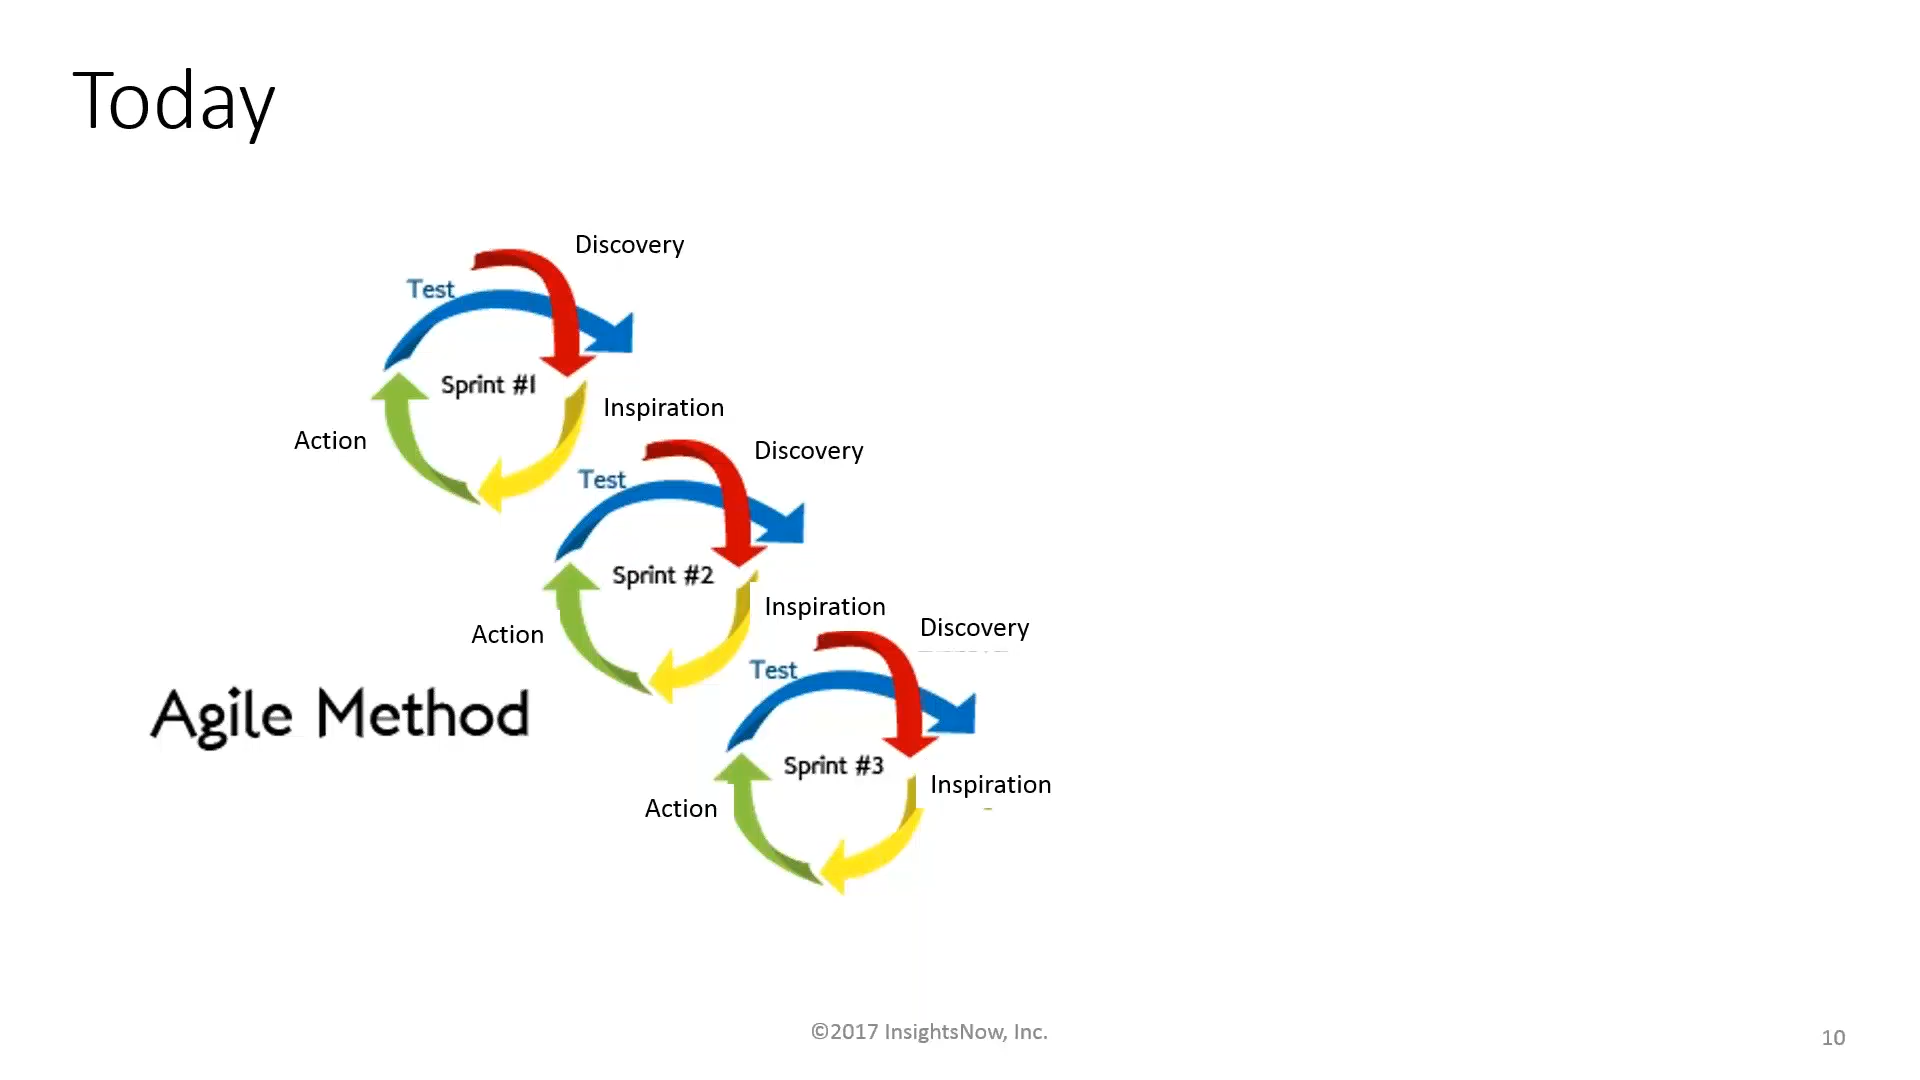 Today
Discovery
Test
Sprint #1
Inspiration
Action
Discovery
Test
Sprint #2
Inspiration
Action
Discovery
Test
Sprint #3
Inspiration
Action
Agile Method
©2017 InsightsNow, Inc.
10